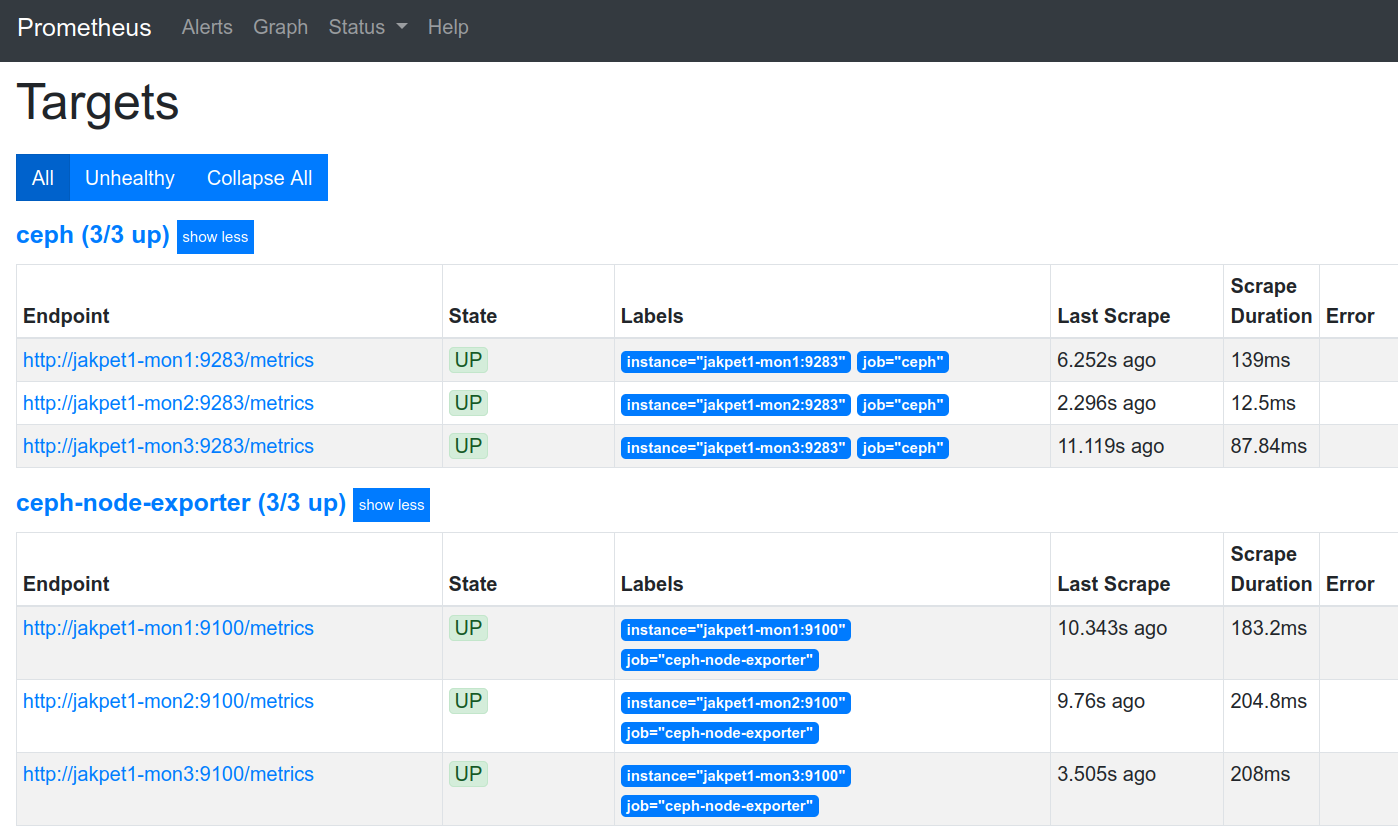 Prometheus Alerts Graph Status Help
Targets
All Unhealthy Collapse All
ceph (3/3 up) show less
Endpoint State Labels Last Scrape Scrape Duration Error
http://jakpet1-mon1:9283/metrics UP instance="jakpet1-mon1:9283" job="ceph" 6.252s ago 139ms
http://jakpet1-mon2:9283/metrics UP instance="jakpet1-mon2:9283" job="ceph" 2.296s ago 12.5ms
http://jakpet1-mon3:9283/metrics UP instance="jakpet1-mon3:9283" job="ceph" 11.119s ago 87.84ms
ceph-node-exporter (3/3 up) show less
Endpoint State Labels Last Scrape Scrape Duration Error
http://jakpet1-mon1:9100/metrics UP instance="jakpet1-mon1:9100" 10.343s ago 183.2ms
job="ceph-node-exporter"
http://jakpet1-mon2:9100/metrics UP instance="jakpet1-mon2:9100" 9.76s ago 204.8ms
job="ceph-node-exporter"
http://jakpet1-mon3:9100/metrics UP instance="jakpet1-mon3:9100" 3.505s ago 208ms
job="ceph-node-exporter"